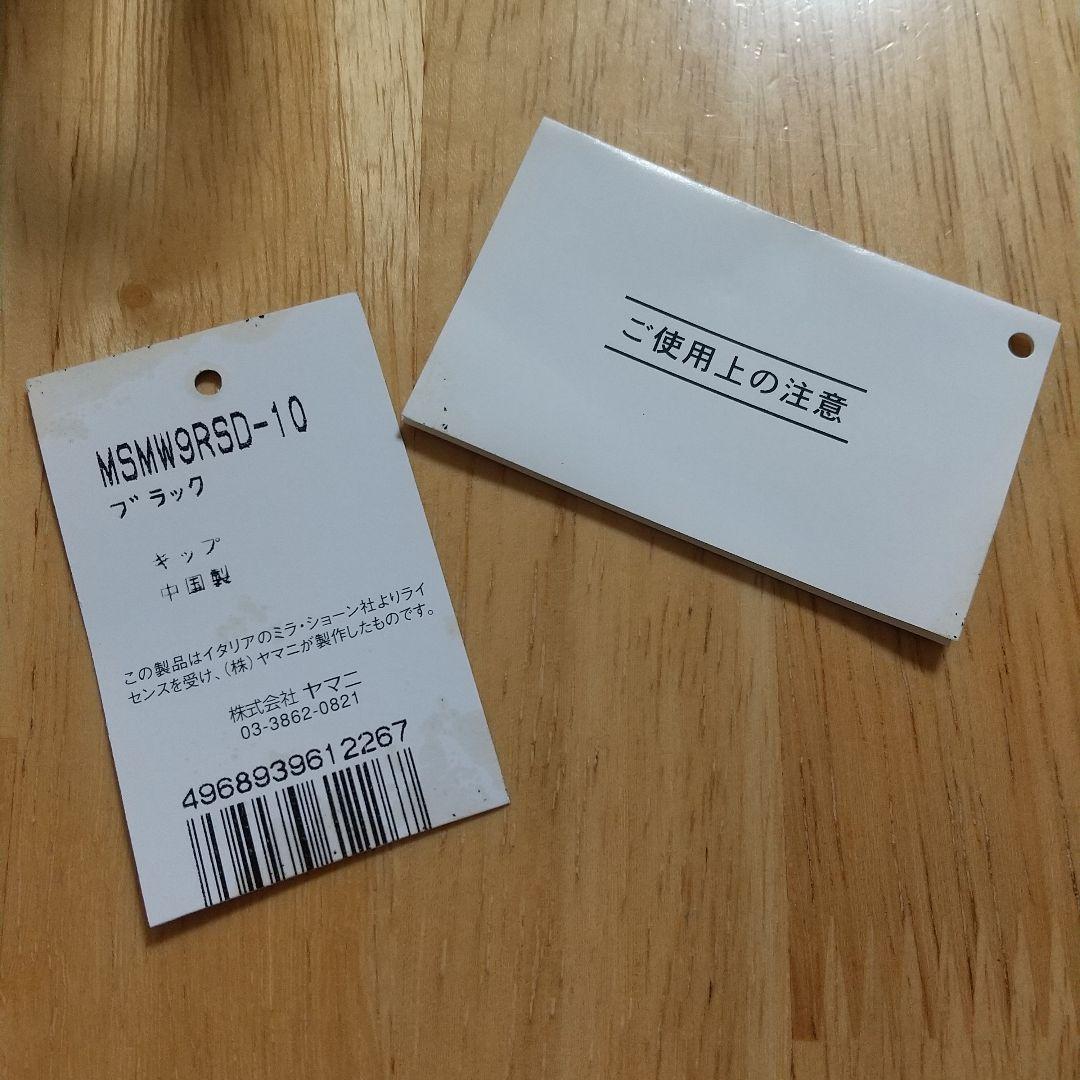 MSMW9RSD-10
ブラック
キップ
中国製
この製品はイタリアのミラ・ショーン社よりライ
センスを受け、(株)ヤマニが製作したものです。
株式会社 ヤマニ
03-3862-0821
4968939612267
ご使用上の注意